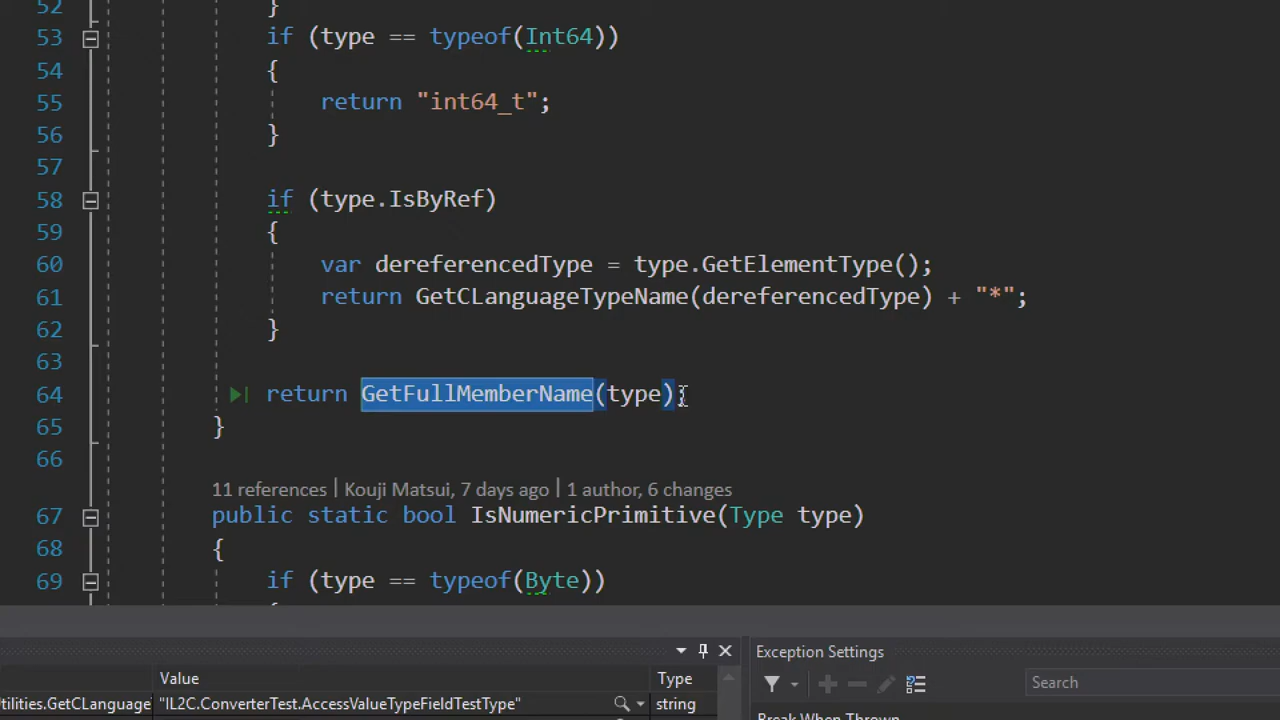 52 }
53 if (type == typeof(Int64))
54 {
55 return "int64_t";
56 }
57
58 if (type.IsByRef)
59 {
60 var dereferencedType = type.GetElementType();
61 return GetCLanguageTypeName(dereferencedType) + "*";
62 }
63
64 return GetFullMemberName(type);
65 }
66
11 references | Kouji Matsui, 7 days ago | 1 author, 6 changes
67 public static bool IsNumericPrimitive(Type type)
68 {
69 if (type == typeof(Byte))
Exception Settings
Value Type
Search
tilities.GetCLanguage "IL2C.ConverterTest.AccessValueTypeFieldTestType" string
Break When Thrown